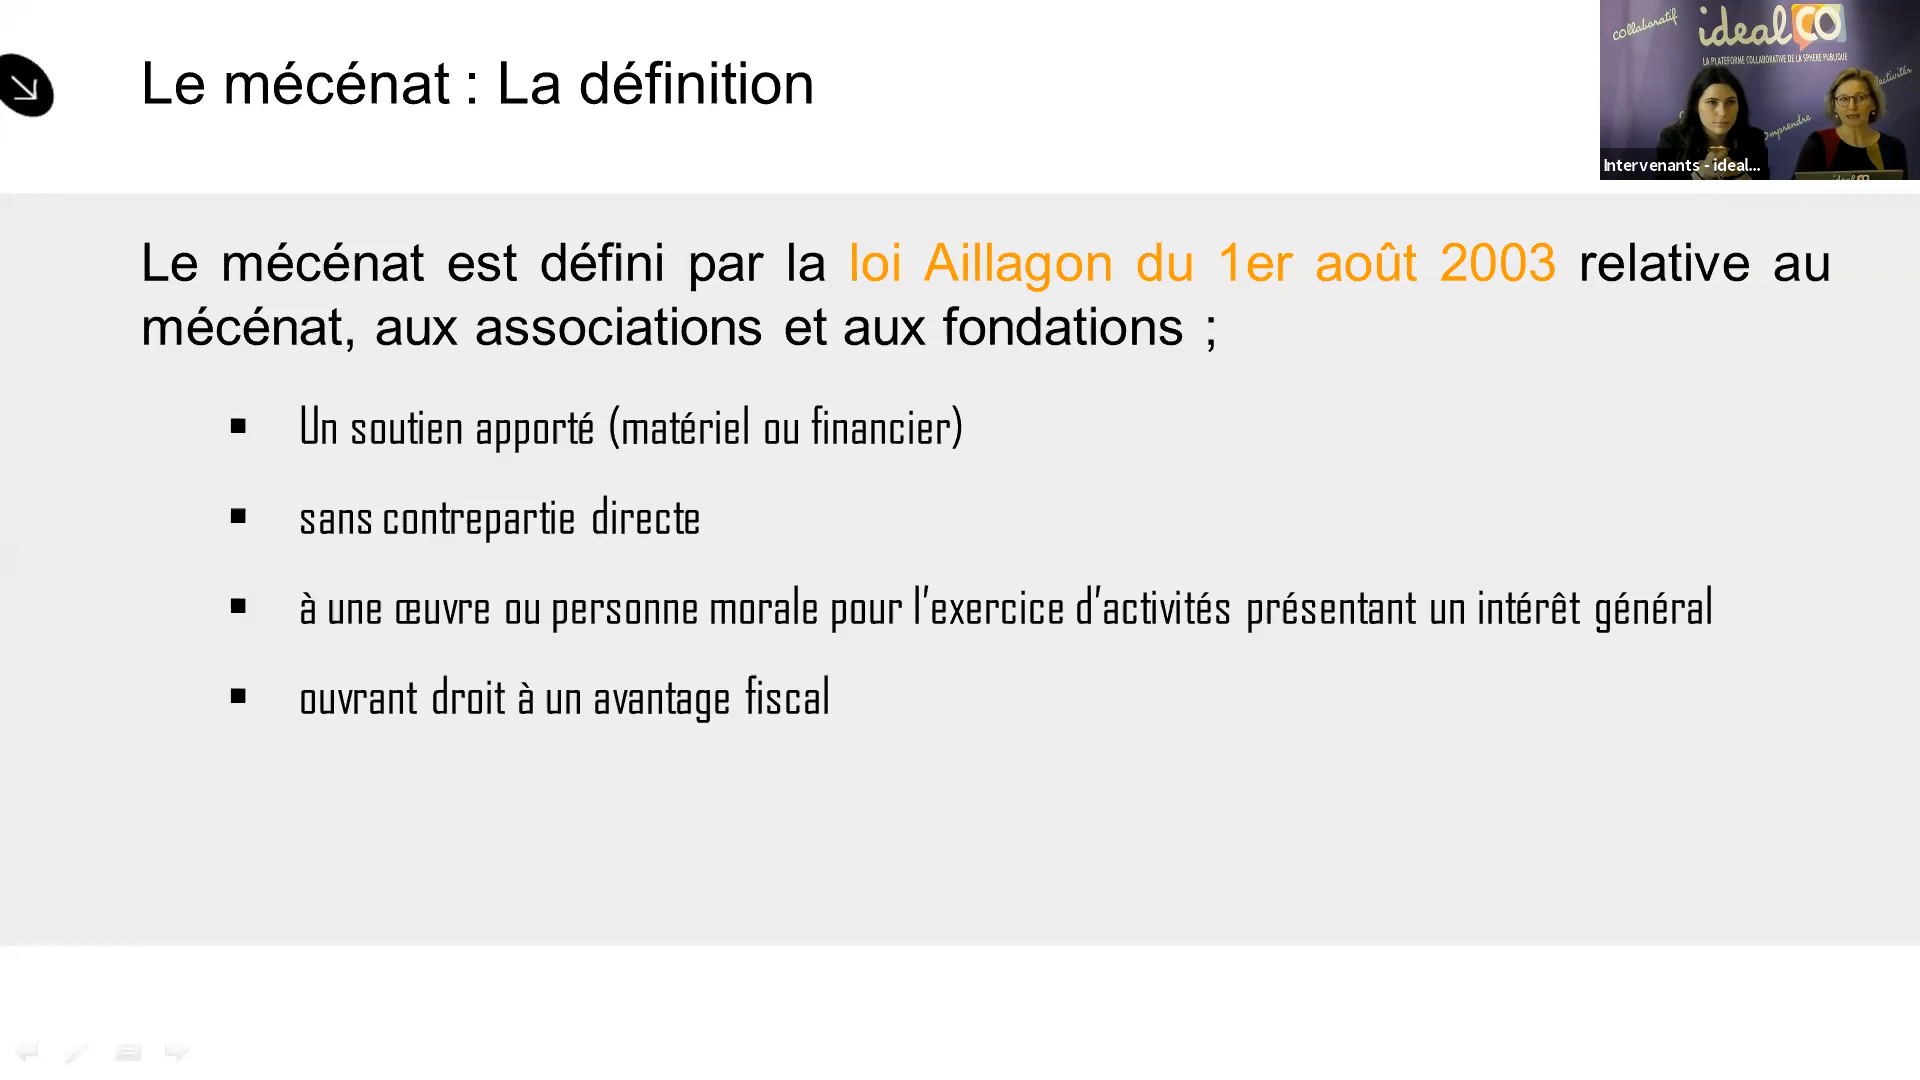 Le mécénat : La définition
collaboratif
idealCO
LA PLATEFORME COLLABORATIVE DE LA SPHÈRE PUBLIQUE
Intervenants - ideal...
Le mécénat est défini par la loi Aillagon du 1er août 2003 relative au
mécénat, aux associations et aux fondations ;
▪ Un soutien apporté (matériel ou financier)
▪ sans contrepartie directe
▪ à une œuvre ou personne morale pour l’exercice d’activités présentant un intérêt général
▪ ouvrant droit à un avantage fiscal